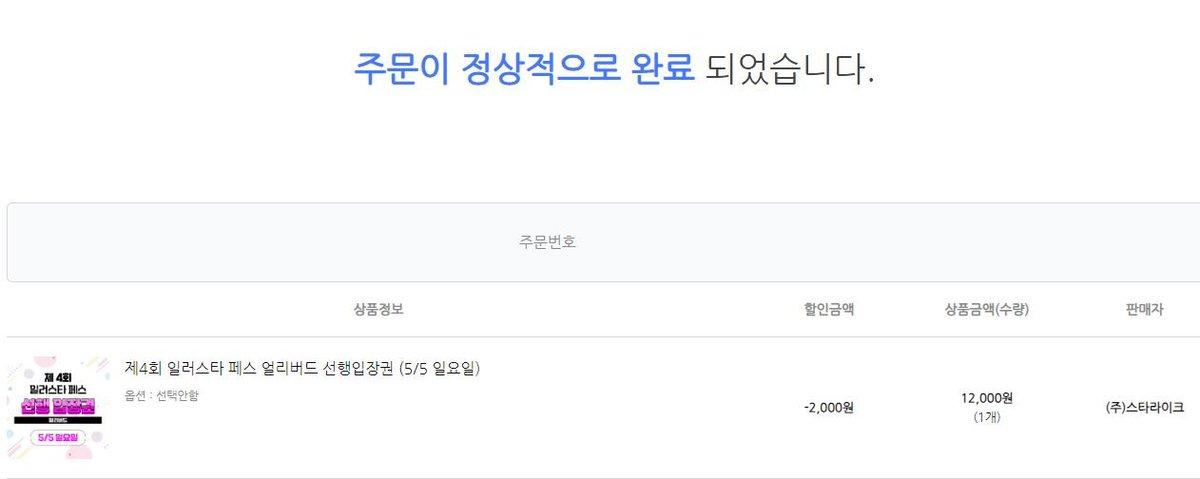 주문이 정상적으로 완료 되었습니다.
주문번호
상품정보 할인금액 상품금액(수량) 판매자
제 4회
일러스타 페스
선행 입장권
얼리버드
5/5 일요일
제4회 일러스타 페스 얼리버드 선행입장권 (5/5 일요일)
옵션 : 선택안함
-2,000원
12,000원
(1개)
(주)스타라이크